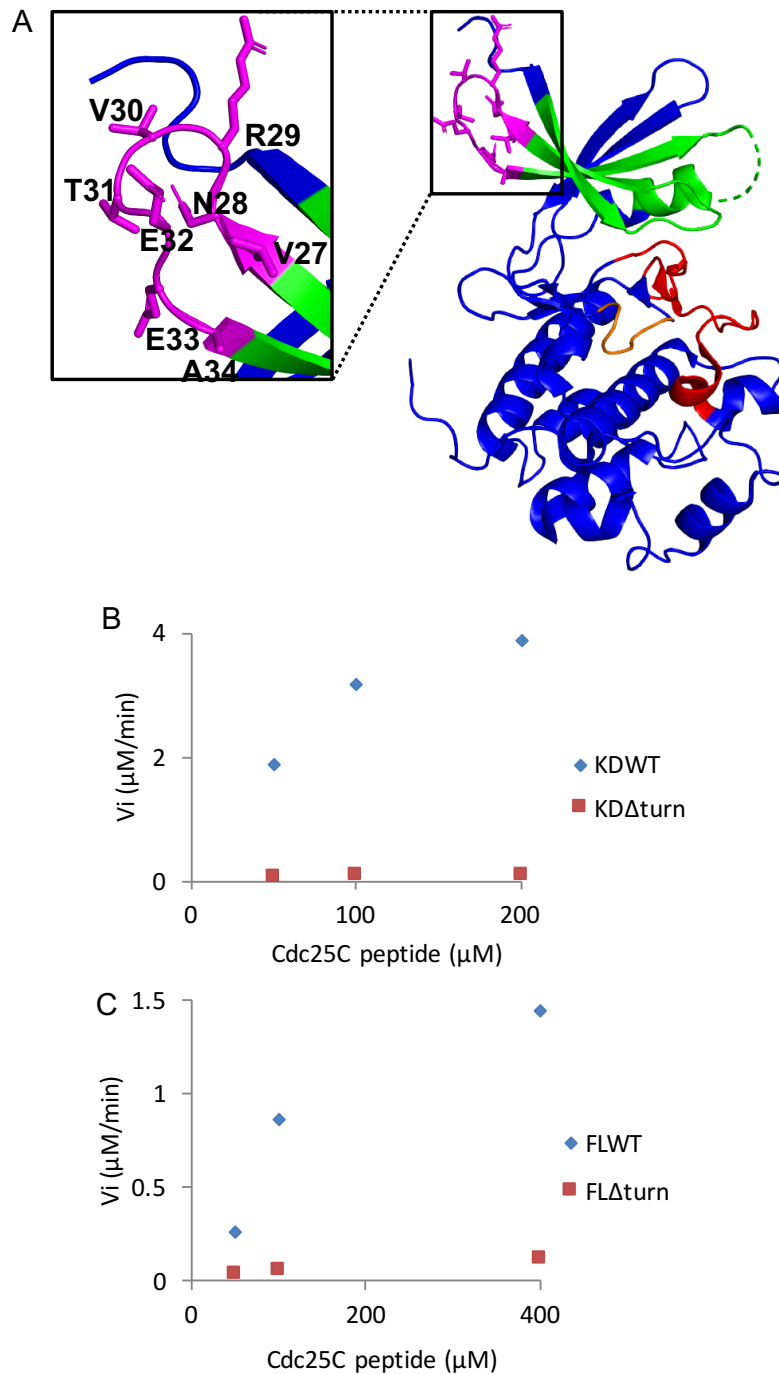 A
V30
R29
T31
N28
E32
V27
E33
A34
B
4
2
0
Vi (µM/min)
0
100
200
Cdc25C peptide (µM)
KDWT
KDΔturn
C
1.5
1
0.5
0
Vi (µM/min)
0
200
400
Cdc25C peptide (µM)
FLWT
FLΔturn